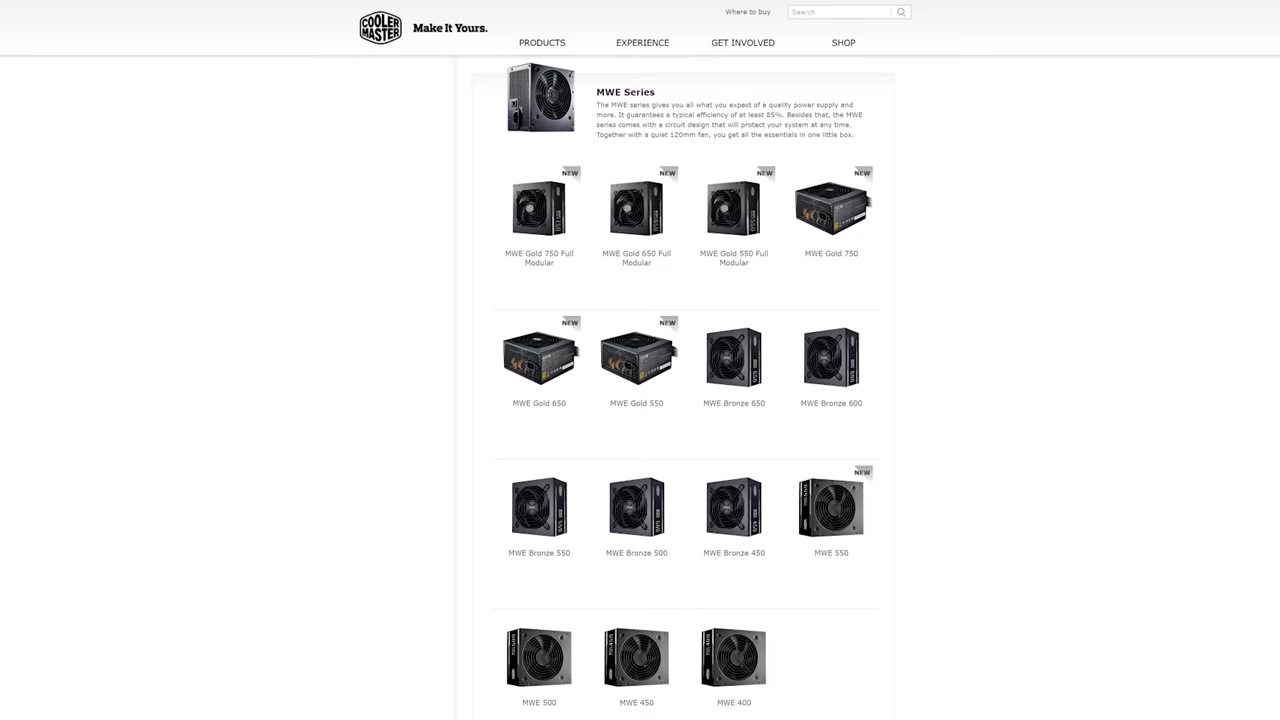 COOLER
MASTER
Make It Yours.
Where to buy
Search
PRODUCTS
EXPERIENCE
GET INVOLVED
SHOP
MWE Series
The MWE series gives you all what you expect of a quality power supply and
more. It guarantees a typical efficiency of at least 85%. Besides that, the MWE
series comes with a circuit design that will protect your system at any time.
Together with a quiet 120mm fan, you get all the essentials in one little box.
NEW
NEW
NEW
NEW
MWE Gold 750 Full
Modular
MWE Gold 650 Full
Modular
MWE Gold 550 Full
Modular
MWE Gold 750
NEW
NEW
MWE Gold 650
MWE Gold 550
MWE Bronze 650
MWE Bronze 600
NEW
MWE Bronze 550
MWE Bronze 500
MWE Bronze 450
MWE 550
MWE 500
MWE 450
MWE 400